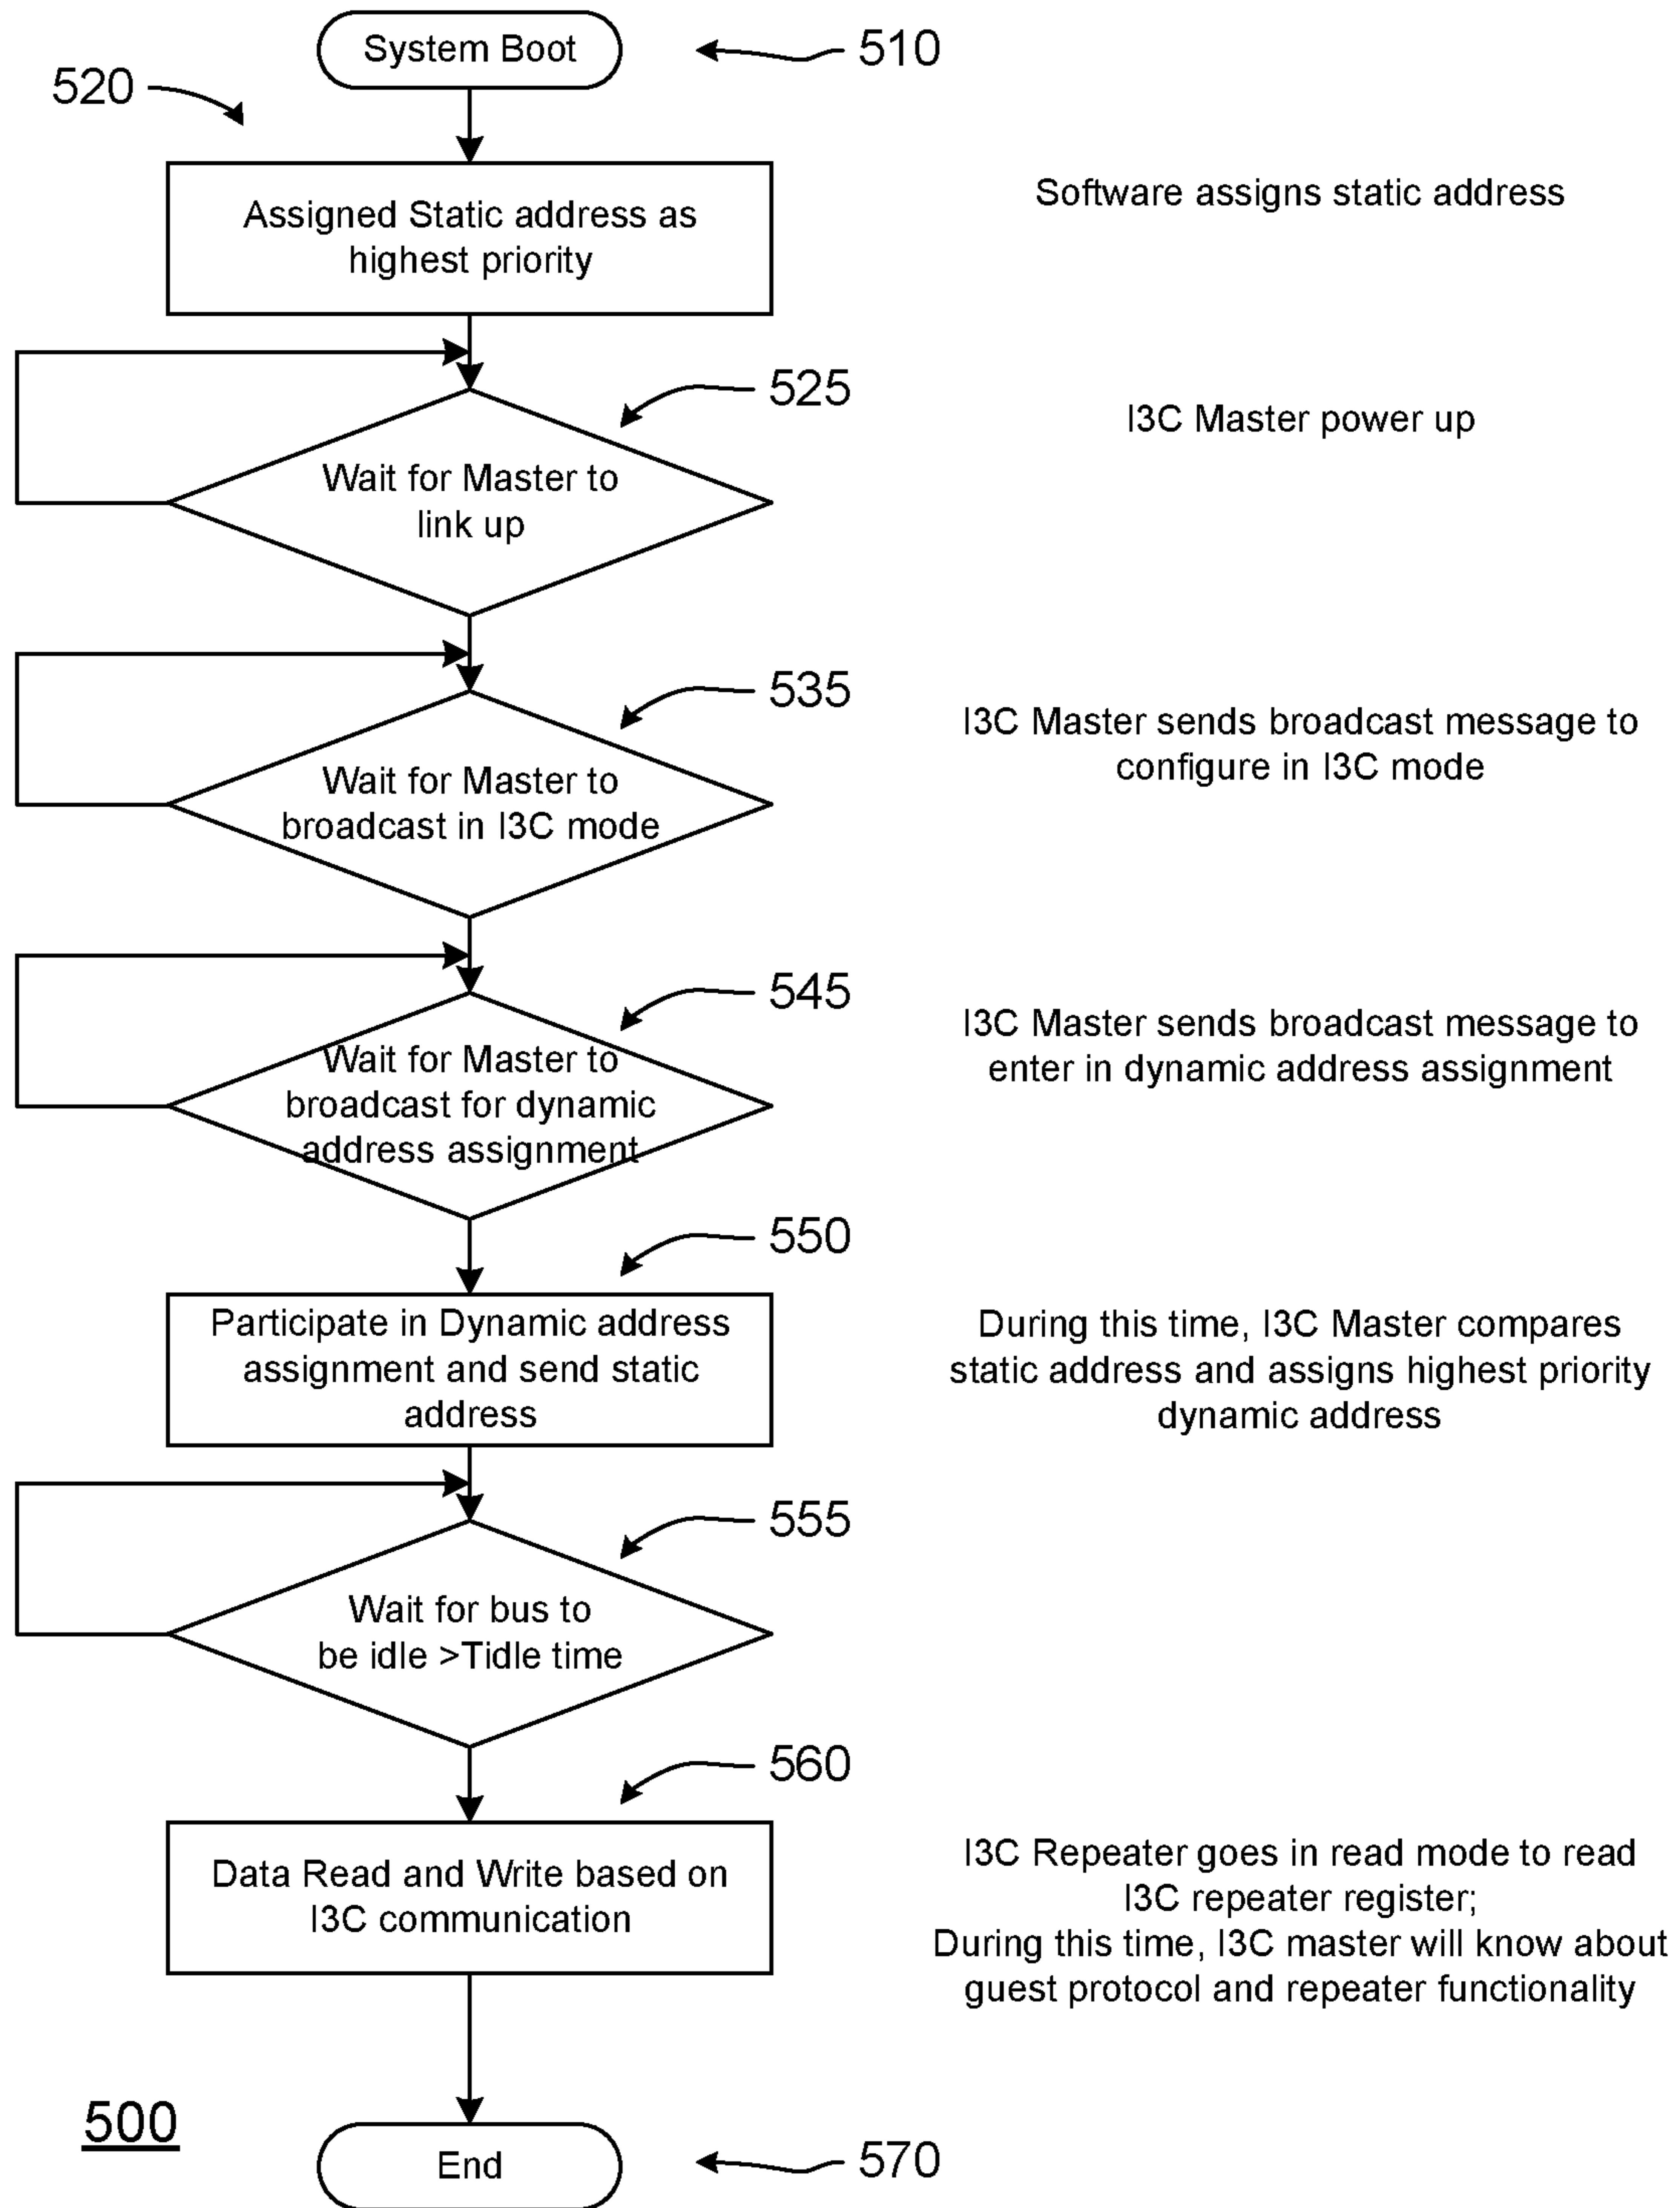 System Boot
510
520
Assigned Static address as
highest priority
Software assigns static address
525
I3C Master power up
Wait for Master to
link up
535
I3C Master sends broadcast message to
configure in I3C mode
Wait for Master to
broadcast in I3C mode
545
I3C Master sends broadcast message to
enter in dynamic address assignment
Wait for Master to
broadcast for dynamic
address assignment
550
Participate in Dynamic address
assignment and send static
address
During this time, I3C Master compares
static address and assigns highest priority
dynamic address
555
Wait for bus to
be idle >Tidle time
560
Data Read and Write based on
I3C communication
I3C Repeater goes in read mode to read
I3C repeater register;
During this time, I3C master will know about
guest protocol and repeater functionality
500
End
570